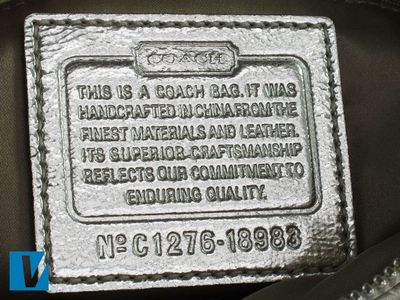 COACH
THIS IS A COACH BAG. IT WAS
HANDCRAFTED IN CHINA FROM THE
FINEST MATERIALS AND LEATHER.
ITS SUPERIOR CRAFTSMANSHIP
REFLECTS OUR COMMITMENT TO
ENDURING QUALITY.
Nº C1276-18983
V